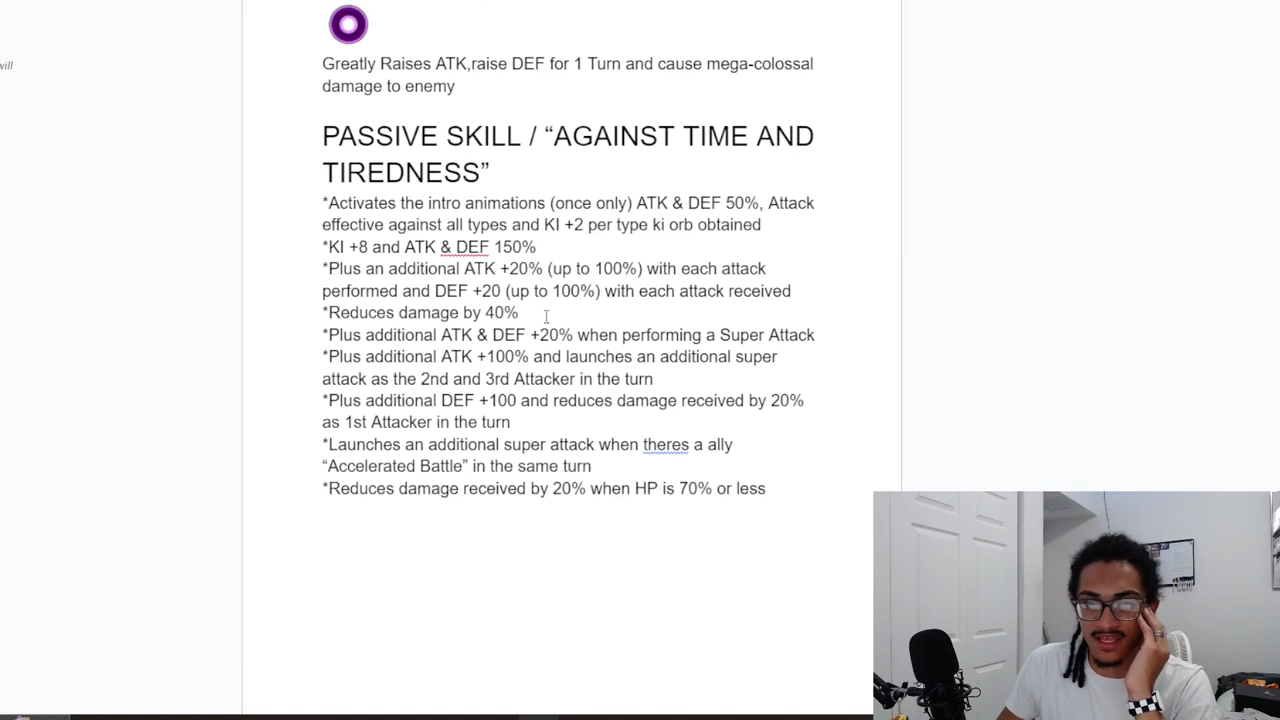 will
Greatly Raises ATK,raise DEF for 1 Turn and cause mega-colossal
damage to enemy
PASSIVE SKILL / “AGAINST TIME AND
TIREDNESS”
*Activates the intro animations (once only) ATK & DEF 50%, Attack
effective against all types and KI +2 per type ki orb obtained
*KI +8 and ATK & DEF 150%
*Plus an additional ATK +20% (up to 100%) with each attack
performed and DEF +20 (up to 100%) with each attack received
*Reduces damage by 40%
*Plus additional ATK & DEF +20% when performing a Super Attack
*Plus additional ATK +100% and launches an additional super
attack as the 2nd and 3rd Attacker in the turn
*Plus additional DEF +100 and reduces damage received by 20%
as 1st Attacker in the turn
*Launches an additional super attack when theres a ally
“Accelerated Battle” in the same turn
*Reduces damage received by 20% when HP is 70% or less